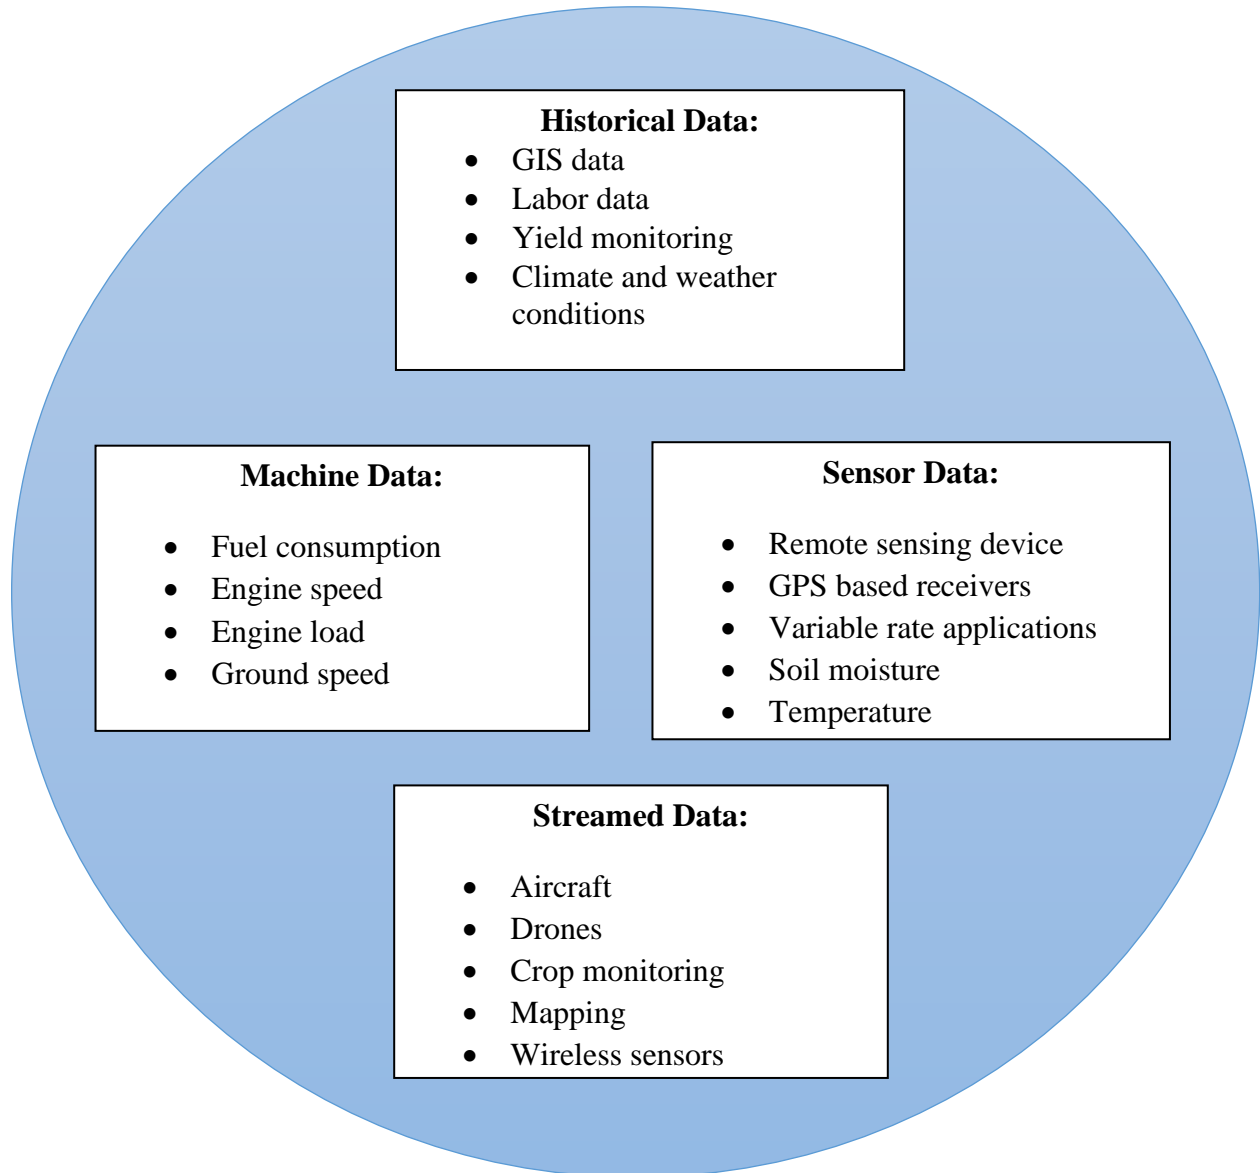 Historical Data:
• GIS data
• Labor data
• Yield monitoring
• Climate and weather
conditions
Machine Data:
• Fuel consumption
• Engine speed
• Engine load
• Ground speed
Sensor Data:
• Remote sensing device
• GPS based receivers
• Variable rate applications
• Soil moisture
• Temperature
Streamed Data:
• Aircraft
• Drones
• Crop monitoring
• Mapping
• Wireless sensors